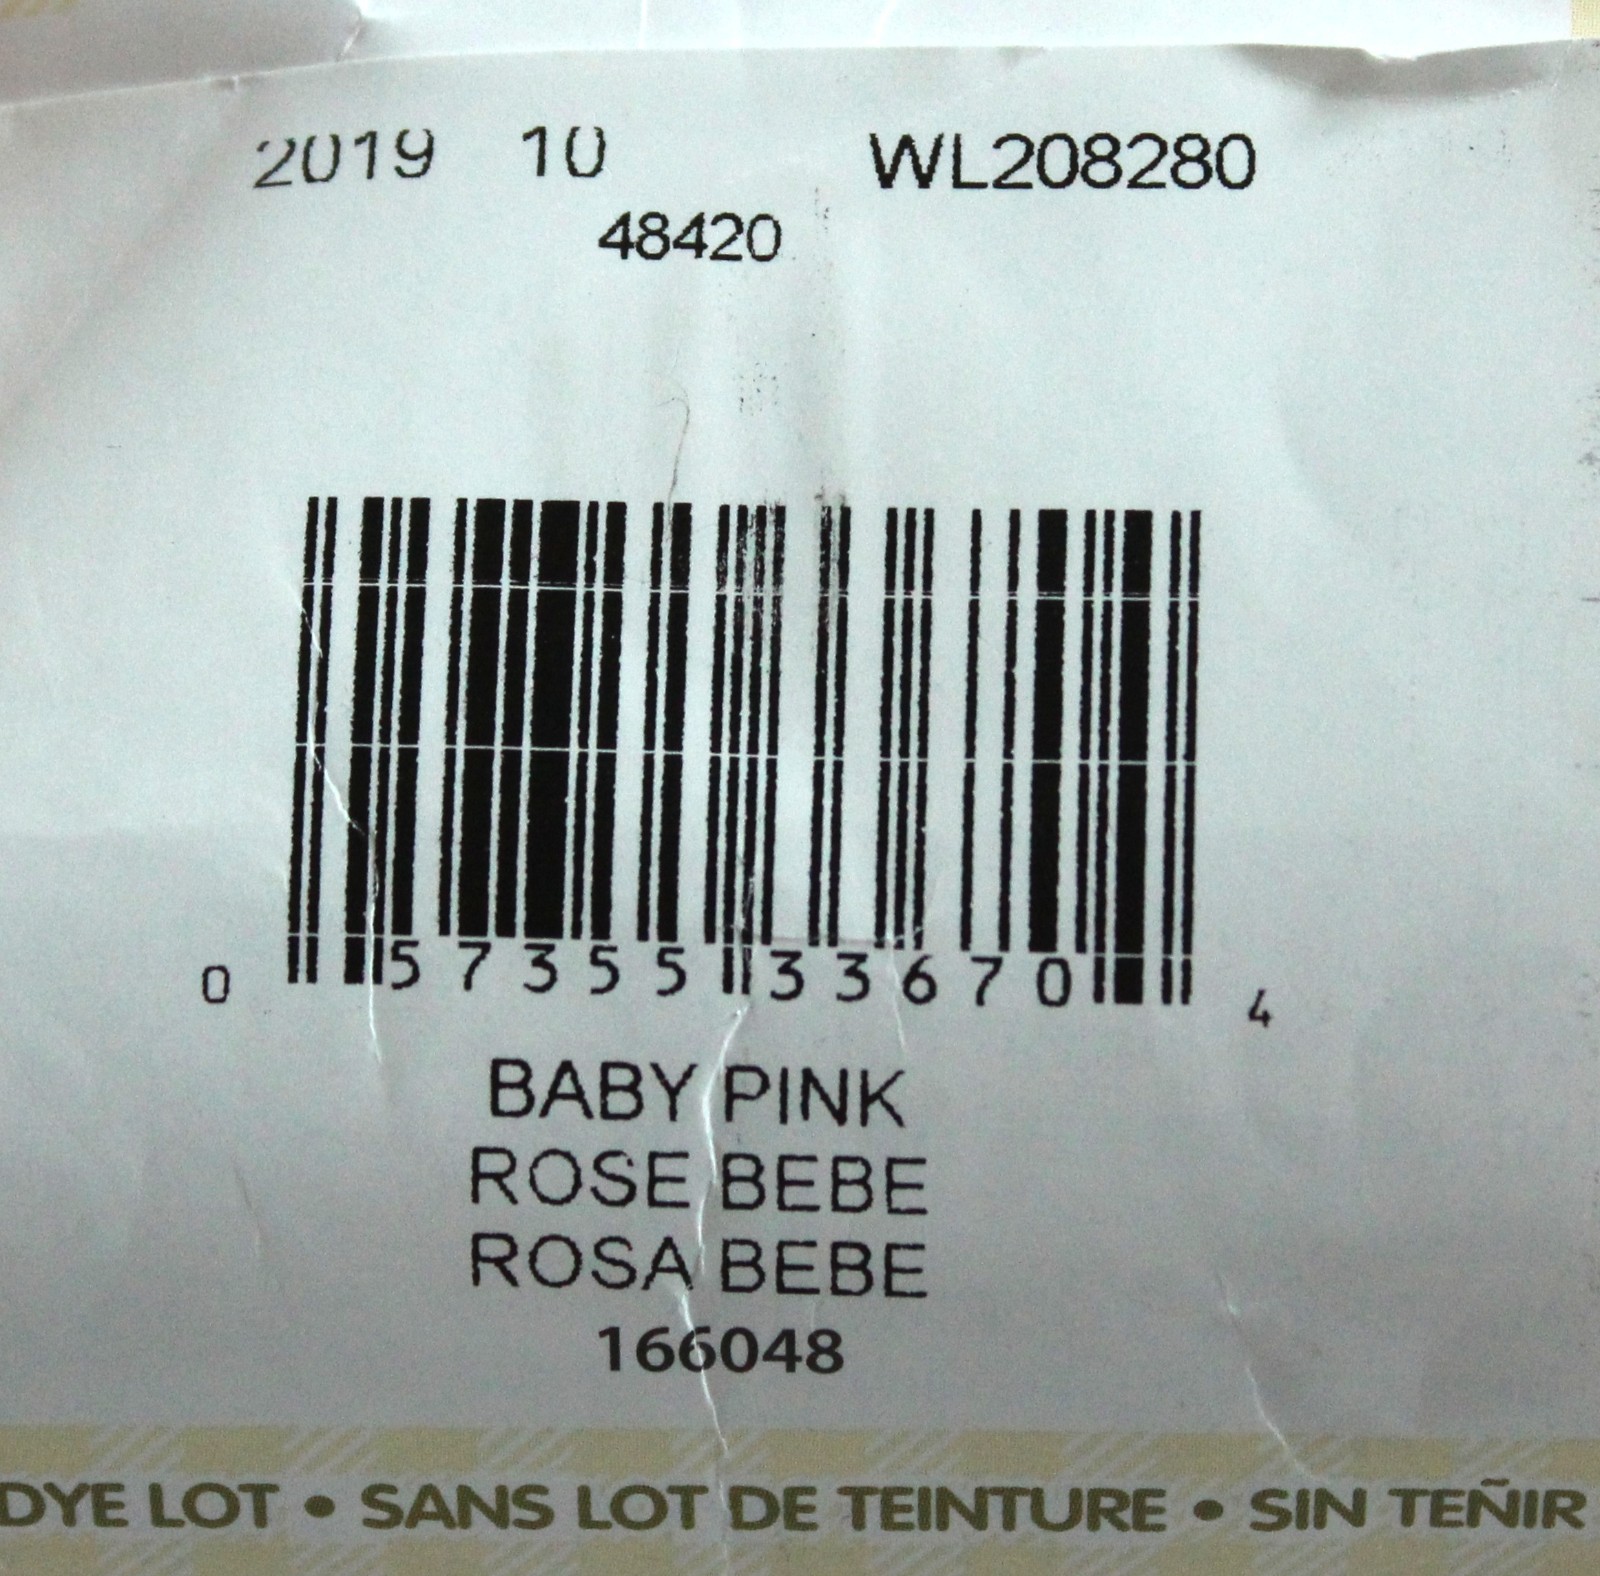 2019 10 WL208280
48420
0 57355 33670 4
BABY PINK
ROSE BEBE
ROSA BEBE
166048
DYE LOT • SANS LOT DE TEINTURE • SIN TEÑIR